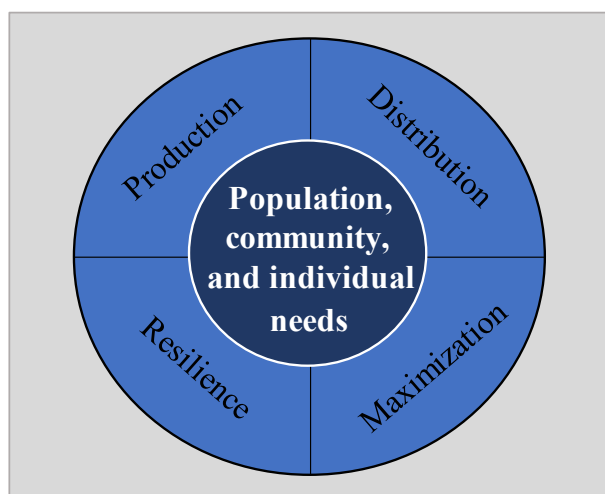 Production
Distribution
Population,
community,
and individual
needs
Resilience
Maximization